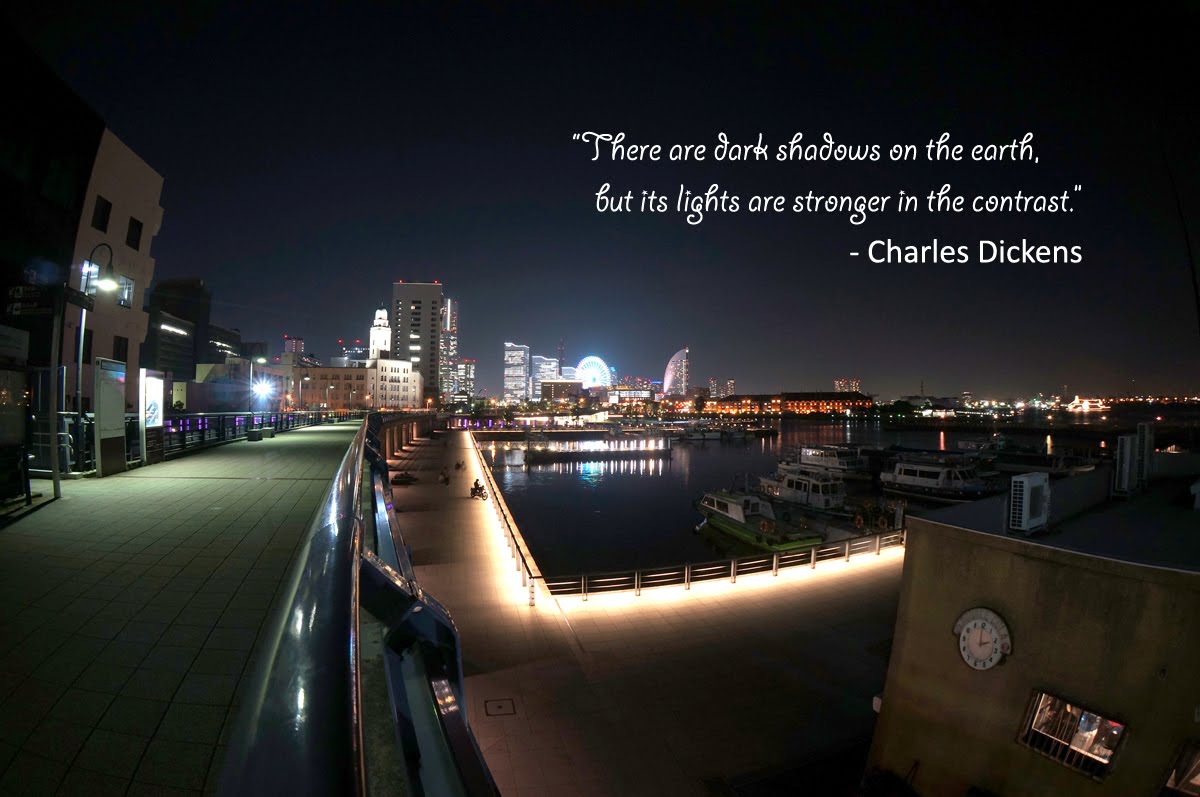 "There are dark shadows on the earth,
but its lights are stronger in the contrast."
- Charles Dickens